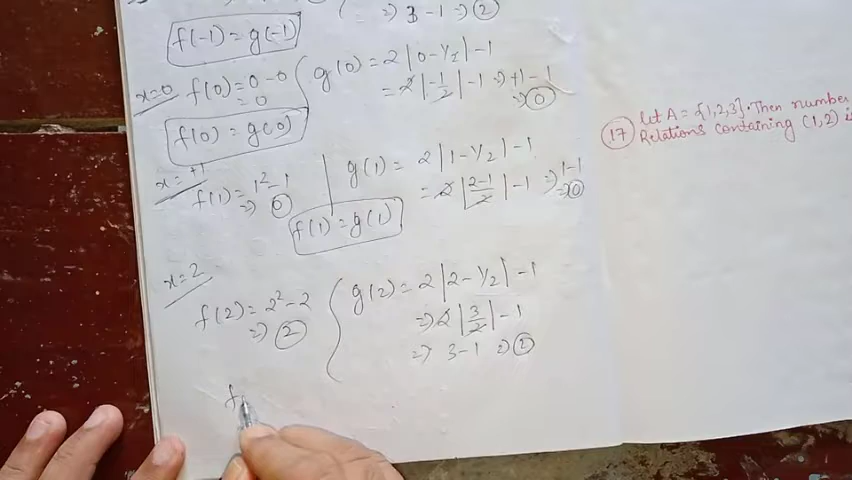 => 3-1 => 2
f(-1) = g(-1)
x=0 f(0) = 0-0
= 0
g(0) = 2|0-1/2|-1
= 2|-1/2|-1 => +1-1
=> 0
f(0) = g(0)
x=+1
f(1) = 1²-1
=> 0
g(1) = 2|1-1/2|-1
= 2|2-1/2|-1 => 1-1
=> 0
f(1) = g(1)
x=2
f(2) = 2²-2
=> 2
g(2) = 2|2-1/2|-1
=> 2|3/2|-1
=> 3-1 => 2
f
17 Let A = {1,2,3}. Then number
Relations containing (1,2) i